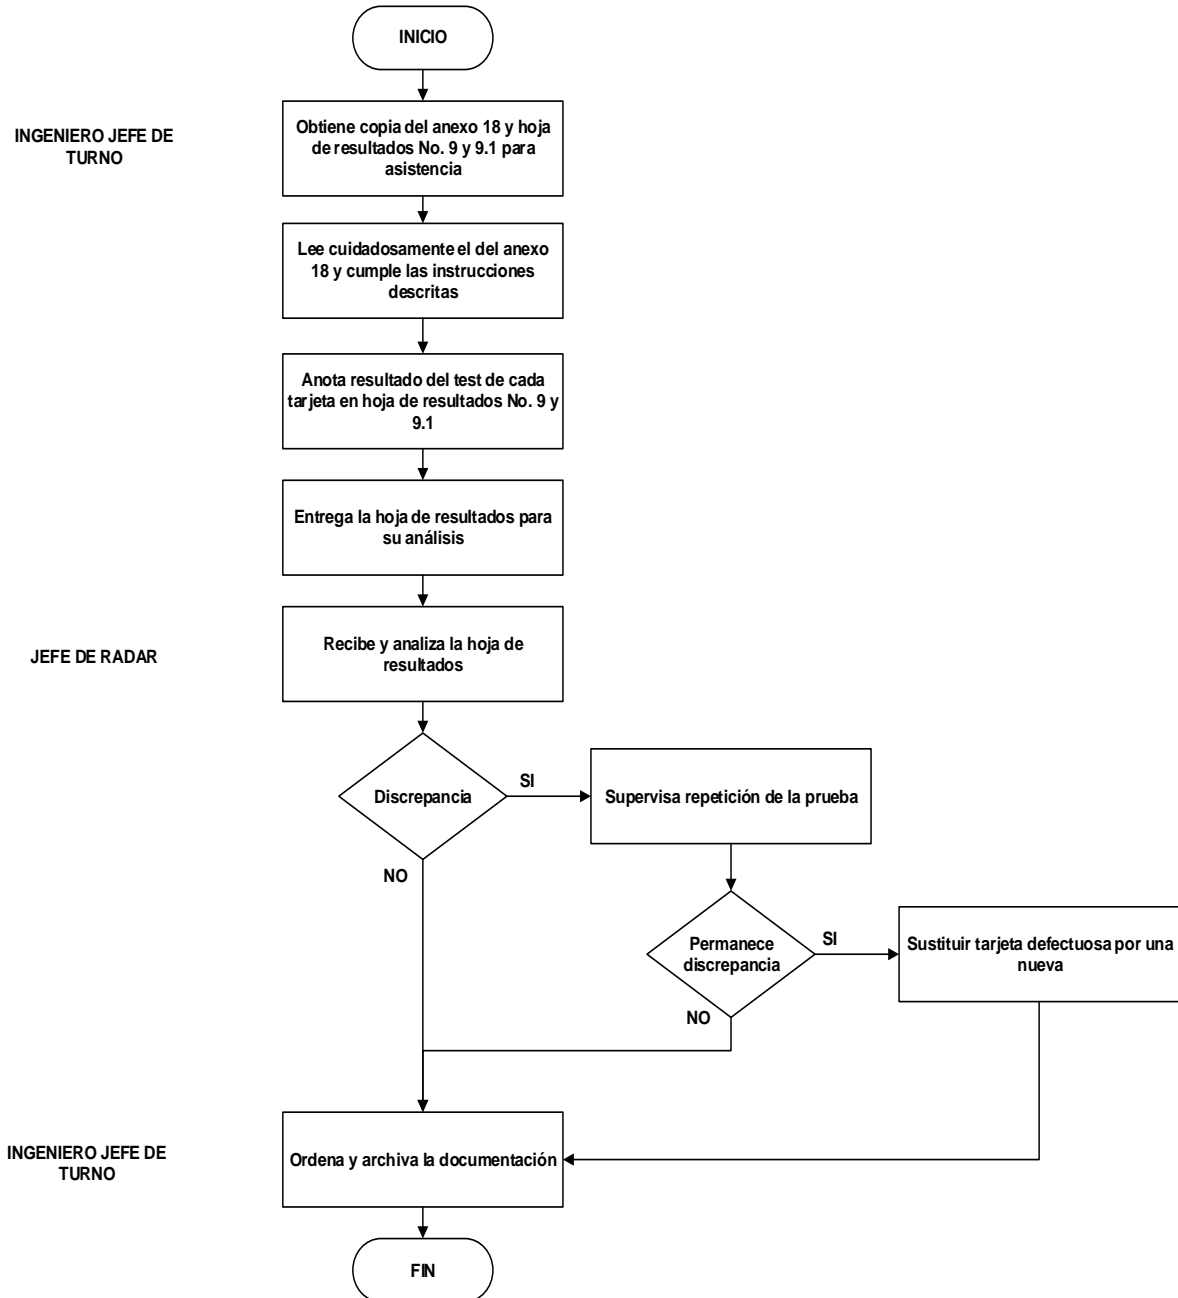 INICIO
INGENIERO JEFE DE
TURNO
Obtiene copia del anexo 18 y hoja
de resultados No. 9 y 9.1 para
asistencia
Lee cuidadosamente el del anexo
18 y cumple las instrucciones
descritas
Anota resultado del test de cada
tarjeta en hoja de resultados No. 9 y
9.1
Entrega la hoja de resultados para
su análisis
JEFE DE RADAR
Recibe y analiza la hoja de
resultados
Discrepancia
SI
Supervisa repetición de la prueba
NO
Permanece
discrepancia
SI
Sustituir tarjeta defectuosa por una
nueva
NO
INGENIERO JEFE DE
TURNO
Ordena y archiva la documentación
FIN